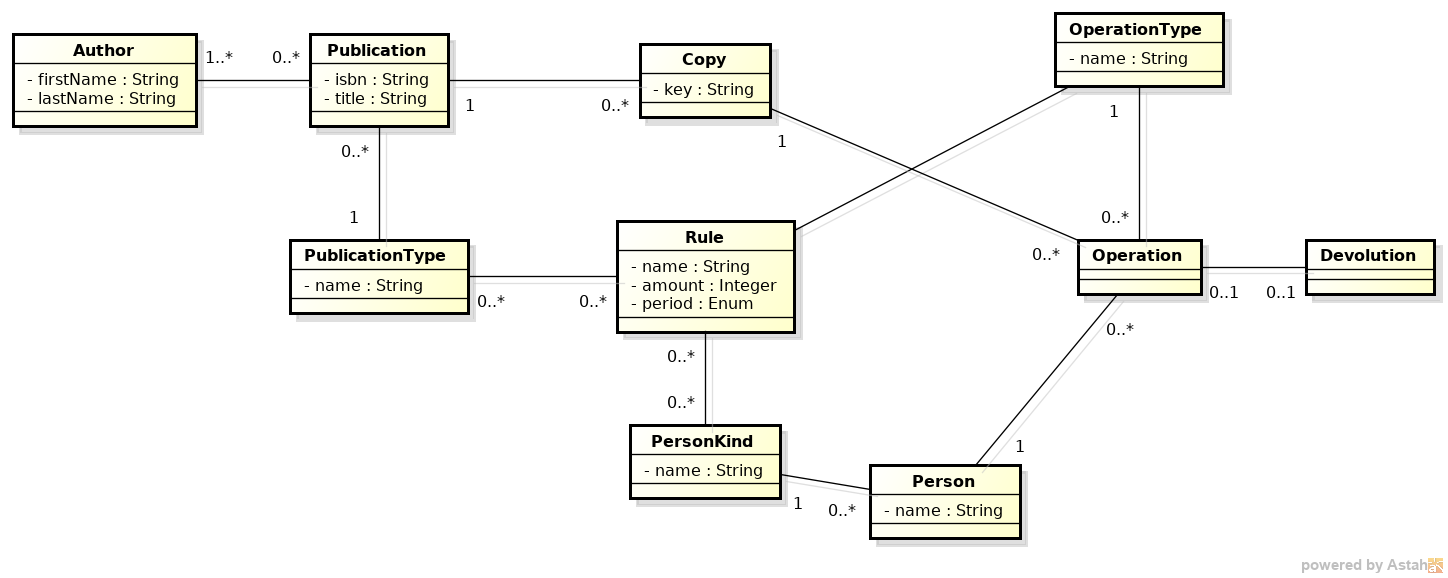 Author
- firstName : String
- lastName : String
1..*
0..*
Publication
- isbn : String
- title : String
1
0..*
Copy
- key : String
1
OperationType
- name : String
1
0..*
0..*
1
PublicationType
- name : String
0..*
0..*
Rule
- name : String
- amount : Integer
- period : Enum
0..*
Operation
0..1
0..1
Devolution
0..*
0..*
0..*
PersonKind
- name : String
1
0..*
1
Person
- name : String
powered by Astah